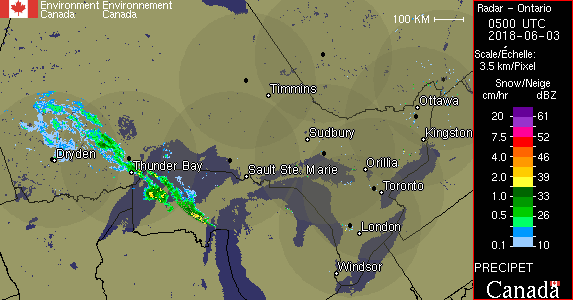 Environment Environnement
Canada Canada
100 KM
Radar - Ontario
0500 UTC
2018-06-03
Scale/Échelle:
3.5 km/Pixel
Snow/Neige
cm/hr dBZ
20 61
7.5 52
4.0 46
2.0 39
1.0 33
0.5 26
0.1 10
PRECIPET
Canada
Timmins
Ottawa
Sudbury
Kingston
Dryden
Thunder Bay
Sault Ste. Marie
Orillia
Toronto
London
Windsor